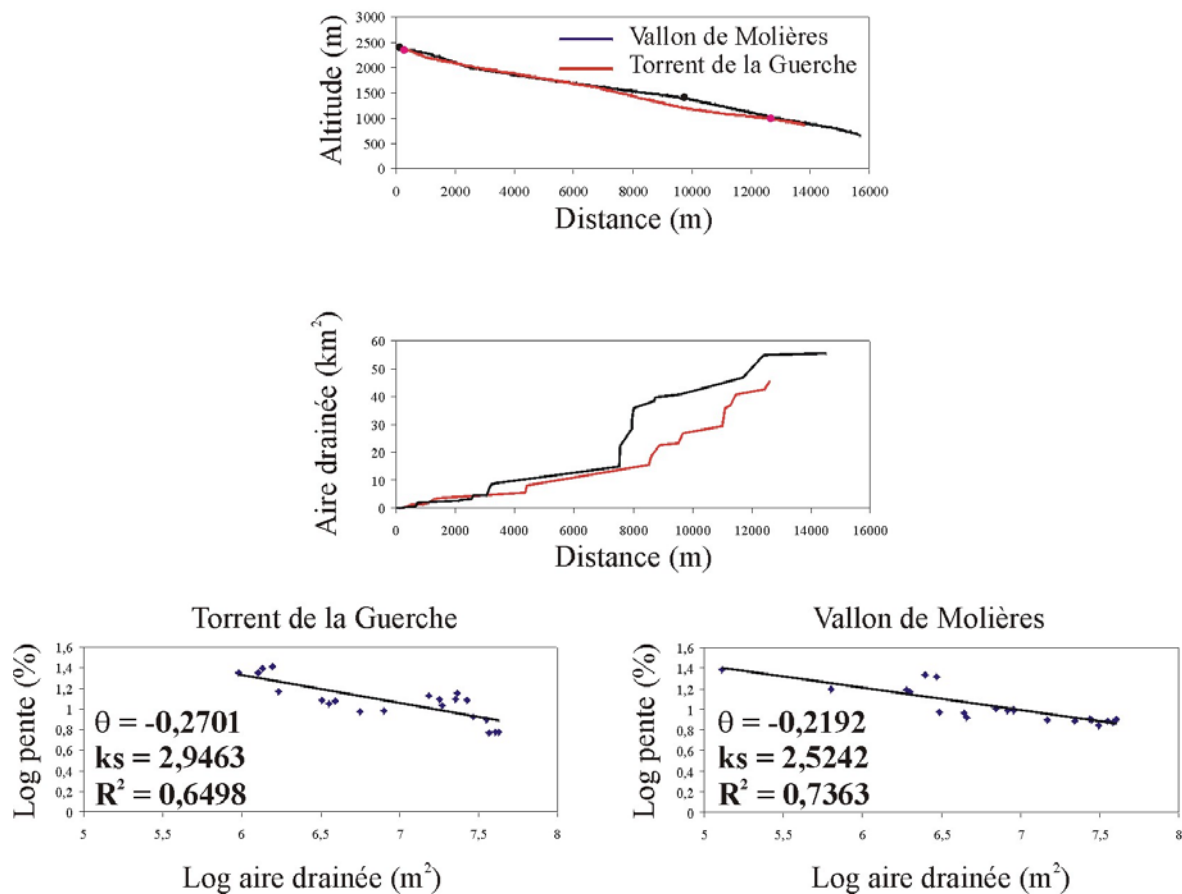 Altitude (m)
3000
2500
2000
1500
1000
500
0
Vallon de Molières
Torrent de la Guerche
0 2000 4000 6000 8000 10000 12000 14000 16000
Distance (m)
Aire drainée (km²)
60
50
40
30
20
10
0
0 2000 4000 6000 8000 10000 12000 14000 16000
Distance (m)
Torrent de la Guerche
Log pente (%)
1,6
1,4
1,2
1
0,8
0,6
0,4
0,2
0
θ = -0,2701
ks = 2,9463
R² = 0,6498
5 5,5 6 6,5 7 7,5 8
Log aire drainée (m²)
Vallon de Molières
Log pente (%)
1,6
1,4
1,2
1
0,8
0,6
0,4
0,2
0
θ = -0,2192
ks = 2,5242
R² = 0,7363
5 5,5 6 6,5 7 7,5 8
Log aire drainée (m²)